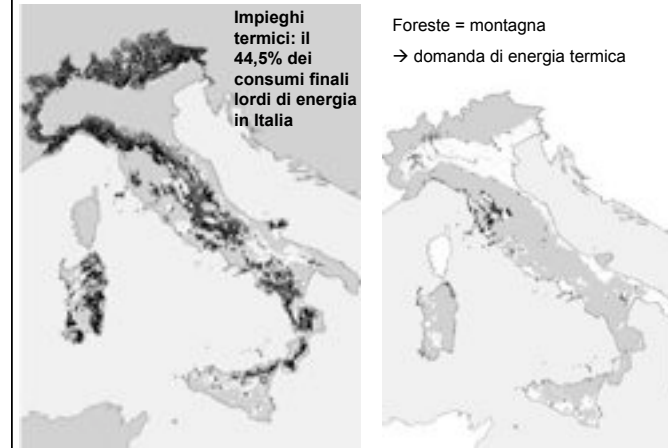 Impieghi
termici: il
44,5% dei
consumi finali
lordi di energia
in Italia
Foreste = montagna
→ domanda di energia termica